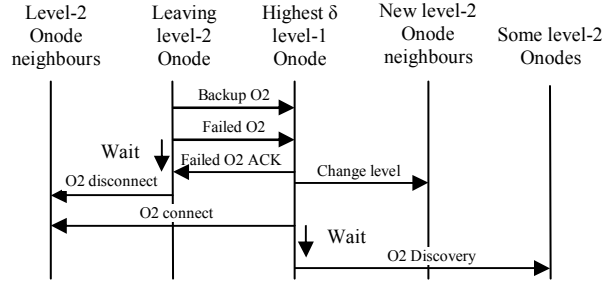 Level-2
Onode
neighbours
Leaving
level-2
Onode
Highest δ
level-1
Onode
New level-2
Onode
neighbours
Some level-2
Onodes
Backup O2
Failed O2
Wait
Failed O2 ACK
Change level
O2 disconnect
O2 connect
Wait
O2 Discovery